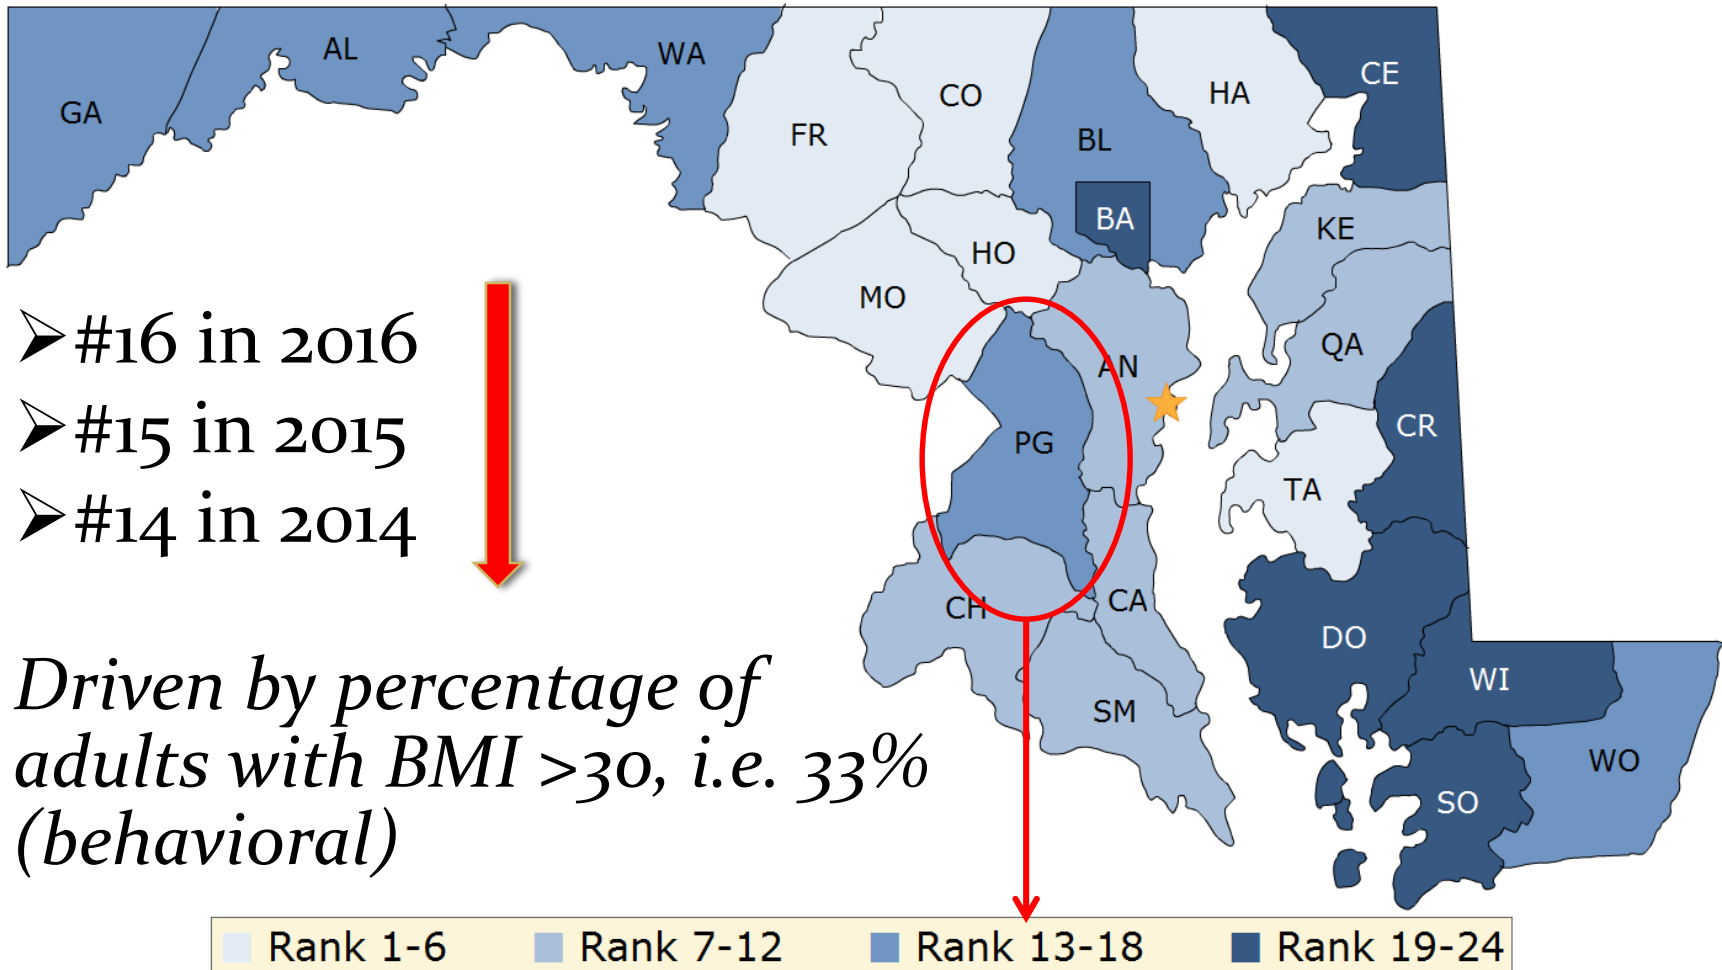 GA
AL
WA
FR
CO
BL
HA
CE
BA
KE
HO
MO
QA
AN
PG
CR
TA
CH
CA
DO
WI
SM
WO
SO
➢#16 in 2016
➢#15 in 2015
➢#14 in 2014
Driven by percentage of
adults with BMI >30, i.e. 33%
(behavioral)
Rank 1-6 Rank 7-12 Rank 13-18 Rank 19-24